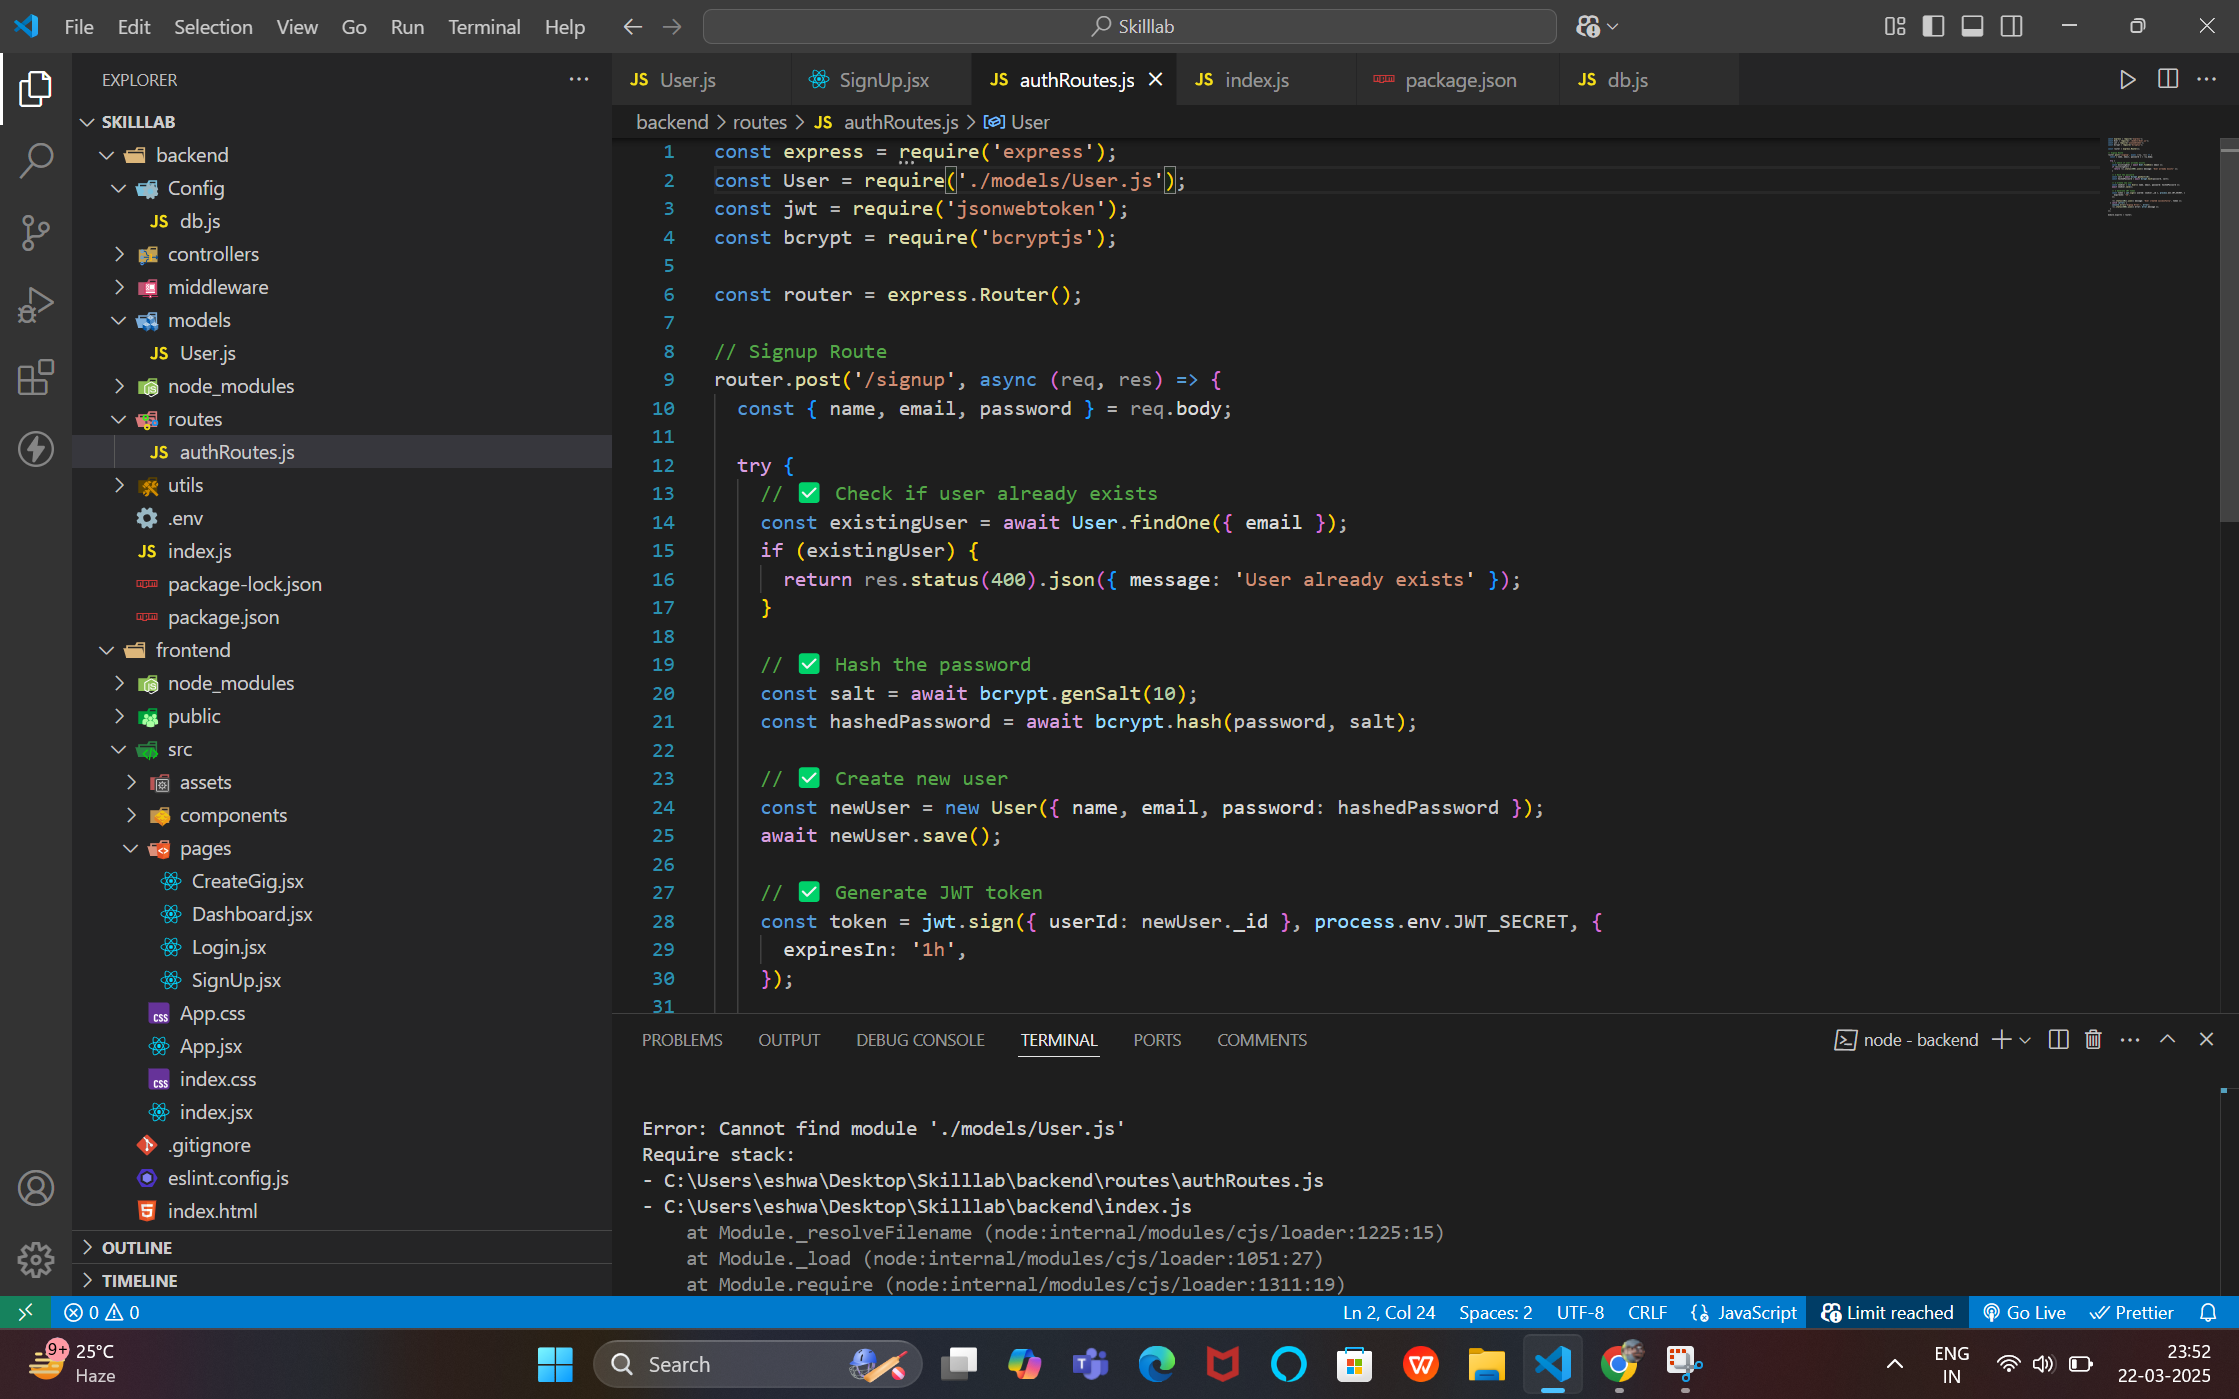 File Edit Selection View Go Run Terminal Help
Skilllab
EXPLORER
SKILLLAB
backend
Config
JS db.js
controllers
middleware
models
JS User.js
node_modules
routes
JS authRoutes.js
utils
.env
JS index.js
package-lock.json
package.json
frontend
node_modules
public
src
assets
components
pages
CreateGig.jsx
Dashboard.jsx
Login.jsx
SignUp.jsx
css App.css
App.jsx
css index.css
index.jsx
.gitignore
eslint.config.js
index.html
OUTLINE
TIMELINE
JS User.js SignUp.jsx JS authRoutes.js JS index.js package.json JS db.js
backend > routes > JS authRoutes.js > User
1 const express = require('express');
2 const User = require('./models/User.js');
3 const jwt = require('jsonwebtoken');
4 const bcrypt = require('bcryptjs');
5
6 const router = express.Router();
7
8 // Signup Route
9 router.post('/signup', async (req, res) => {
10 const { name, email, password } = req.body;
11
12 try {
13 // ✅ Check if user already exists
14 const existingUser = await User.findOne({ email });
15 if (existingUser) {
16 return res.status(400).json({ message: 'User already exists' });
17 }
18
19 // ✅ Hash the password
20 const salt = await bcrypt.genSalt(10);
21 const hashedPassword = await bcrypt.hash(password, salt);
22
23 // ✅ Create new user
24 const newUser = new User({ name, email, password: hashedPassword });
25 await newUser.save();
26
27 // ✅ Generate JWT token
28 const token = jwt.sign({ userId: newUser._id }, process.env.JWT_SECRET, {
29 expiresIn: '1h',
30 });
31
PROBLEMS OUTPUT DEBUG CONSOLE TERMINAL PORTS COMMENTS
node - backend
Error: Cannot find module './models/User.js'
Require stack:
- C:\Users\eshwa\Desktop\Skilllab\backend\routes\authRoutes.js
- C:\Users\eshwa\Desktop\Skilllab\backend\index.js
at Module._resolveFilename (node:internal/modules/cjs/loader:1225:15)
at Module._load (node:internal/modules/cjs/loader:1051:27)
at Module.require (node:internal/modules/cjs/loader:1311:19)
0 0 Ln 2, Col 24 Spaces: 2 UTF-8 CRLF JavaScript Limit reached Go Live Prettier
9+ 25°C
Haze
Search
ENG
IN
23:52
22-03-2025